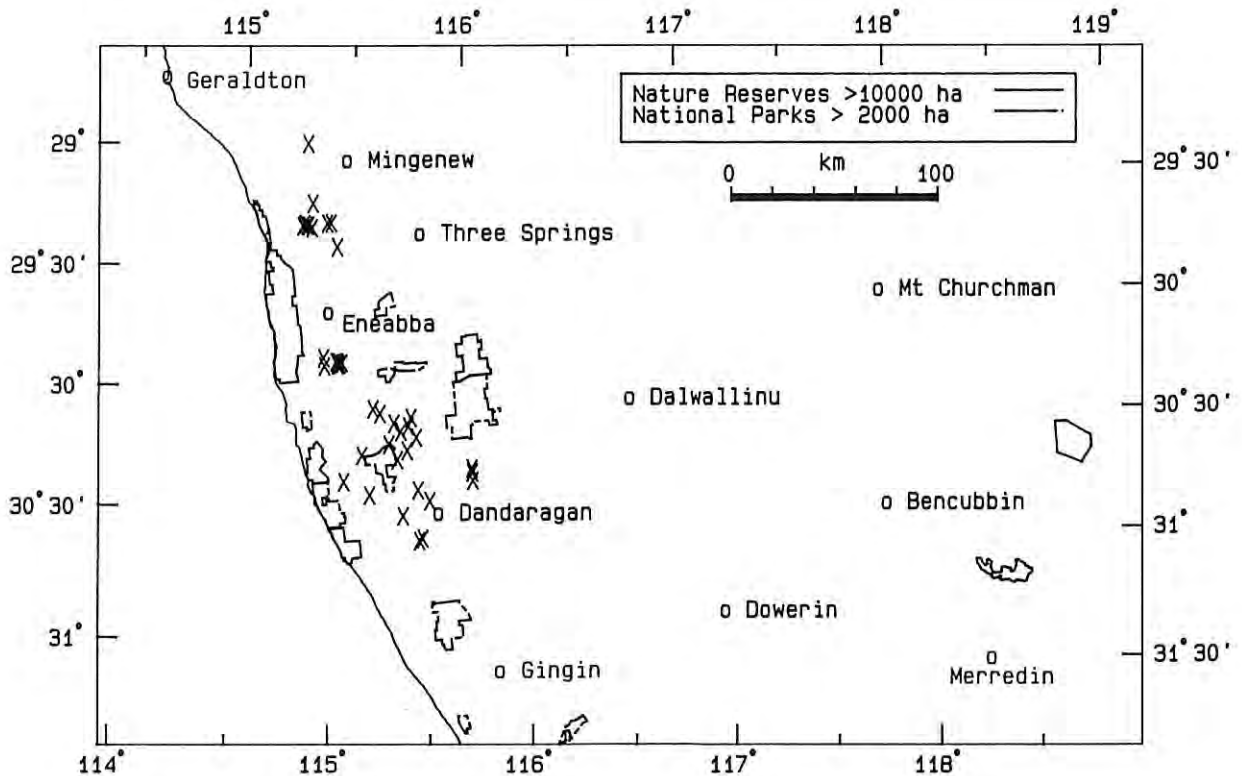 115° 116° 117° 118° 119°
Geraldton
Nature Reserves >10000 ha
National Parks > 2000 ha
29°
Mingenew
km
29° 30'
0 100
Three Springs
29° 30'
30°
Mt Churchman
Eneabba
30°
Dalwallinu
30° 30'
30° 30'
Dandaragan
Bencubbin
31°
Dowerin
31°
Gingin
31° 30'
Merredin
114° 115° 116° 117° 118°